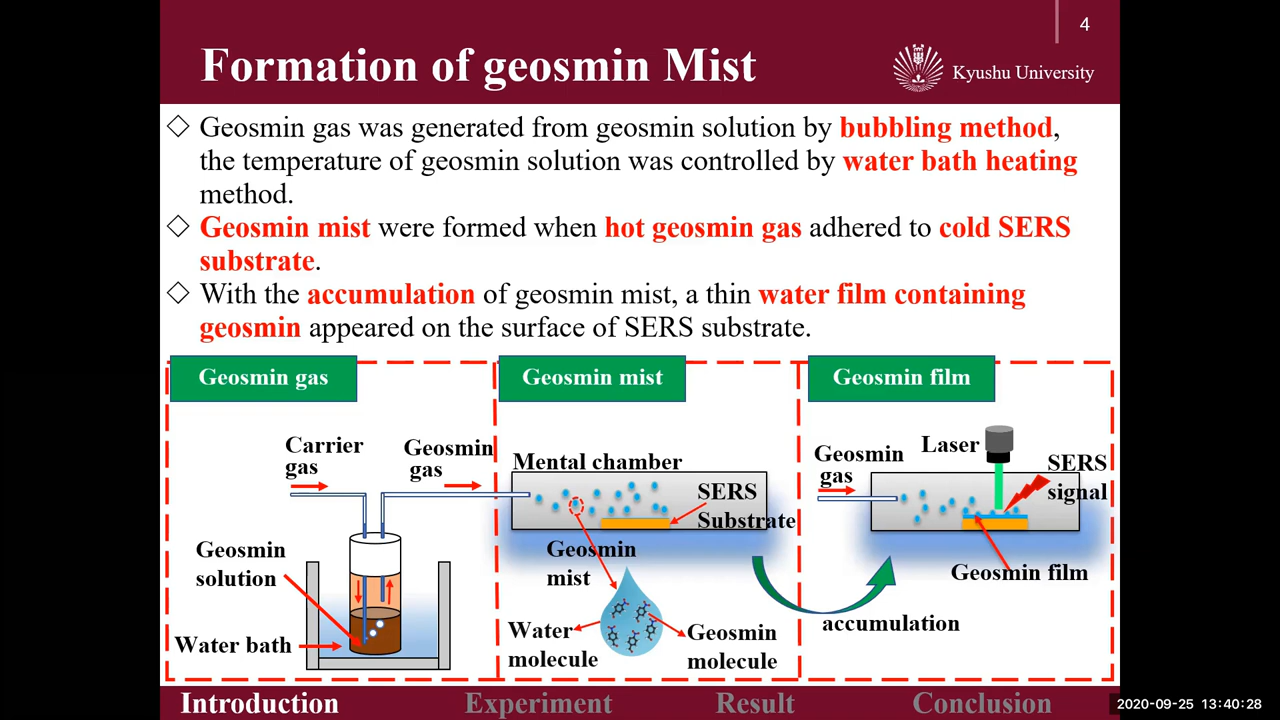 4
Formation of geosmin Mist
Kyushu University
◇ Geosmin gas was generated from geosmin solution by bubbling method,
the temperature of geosmin solution was controlled by water bath heating
method.
◇ Geosmin mist were formed when hot geosmin gas adhered to cold SERS
substrate.
◇ With the accumulation of geosmin mist, a thin water film containing
geosmin appeared on the surface of SERS substrate.
Geosmin gas
Carrier
gas
Geosmin
gas
Geosmin
solution
Water bath
Geosmin mist
Mental chamber
SERS
Substrate
Geosmin
mist
Water
molecule
Geosmin
molecule
Geosmin film
Geosmin
gas
Laser
SERS
signal
Geosmin film
accumulation
Introduction Experiment Result Conclusion
2020-09-25 13:40:28